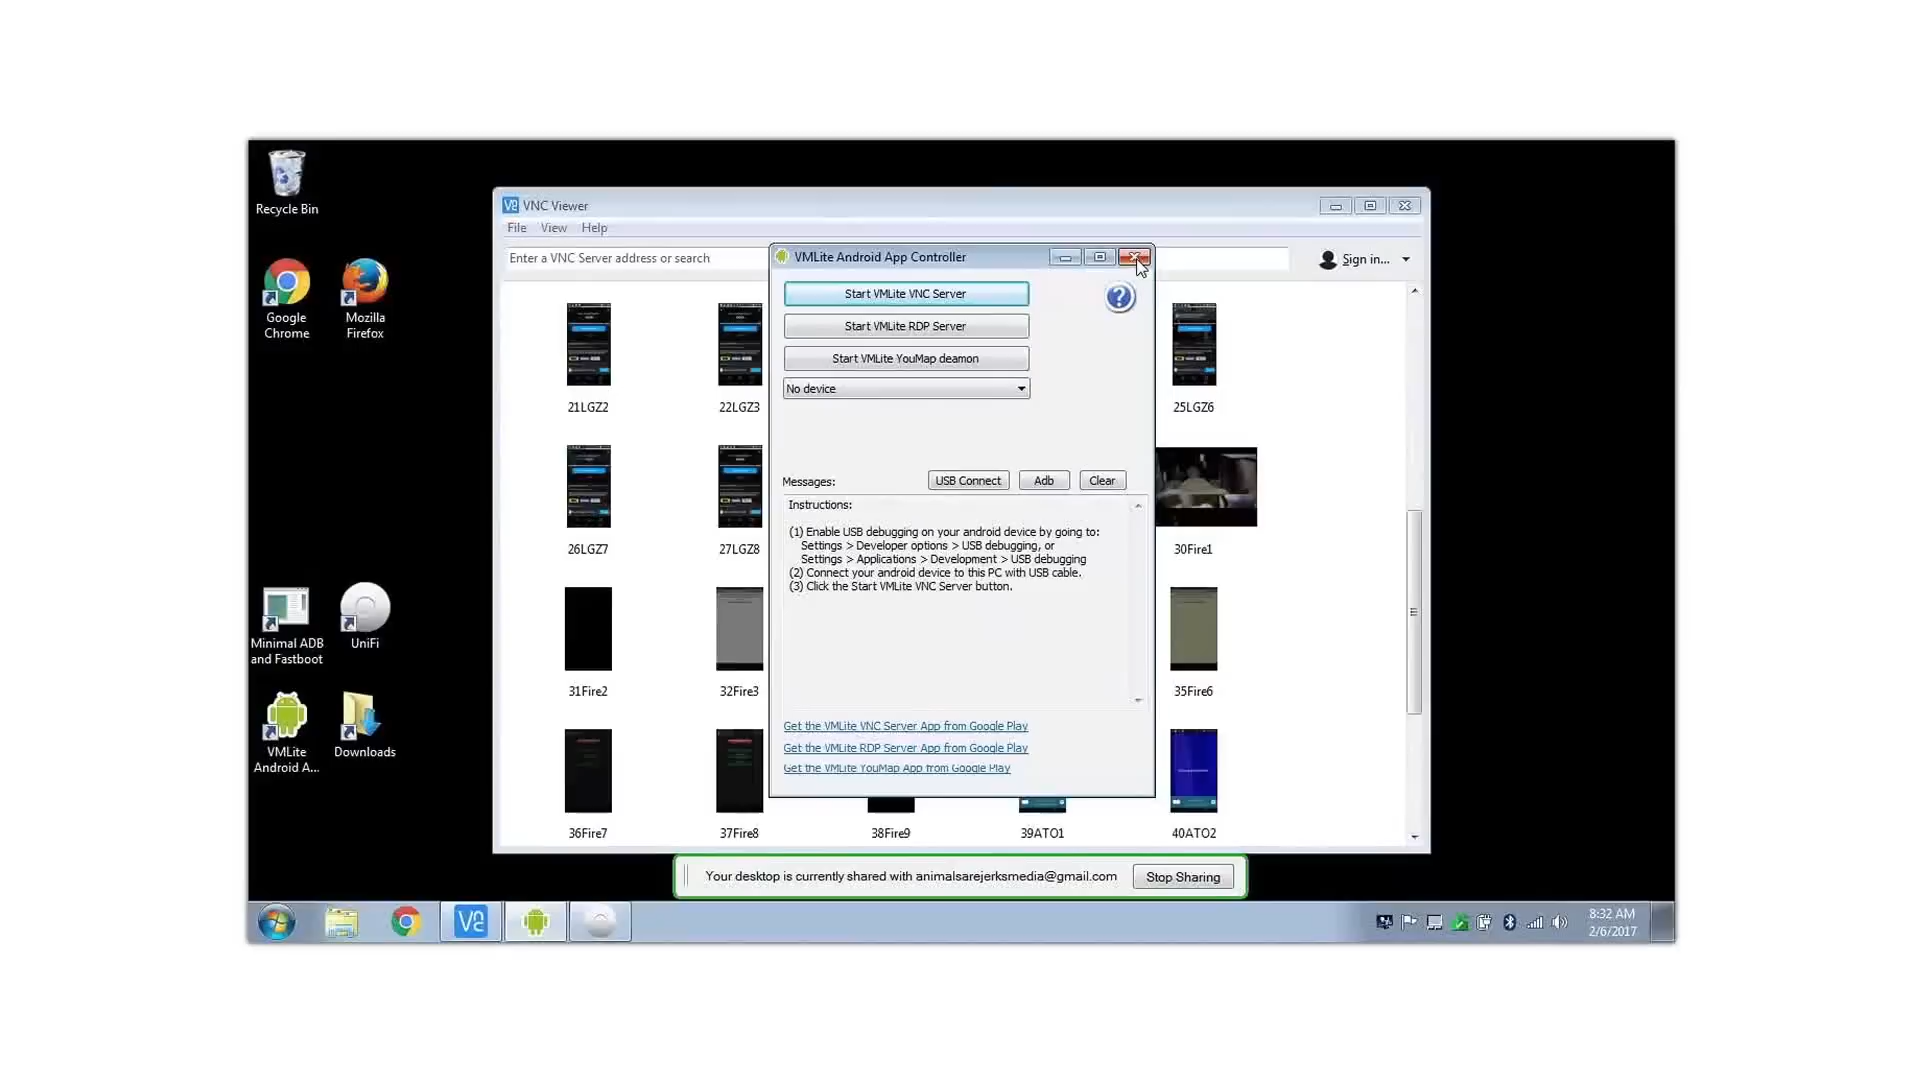 Recycle Bin
Google
Chrome
Mozilla
Firefox
Minimal ADB
and Fastboot
UniFi
VMLite
Android A...
Downloads
VNC Viewer
File View Help
Enter a VNC Server address or search
Sign in...
21LGZ2
22LGZ3
25LGZ6
26LGZ7
27LGZ8
30Fire1
31Fire2
32Fire3
35Fire6
36Fire7
37Fire8
38Fire9
39ATO1
40ATO2
VMLite Android App Controller
Start VMLite VNC Server
Start VMLite RDP Server
Start VMLite YouMap deamon
No device
Messages:
USB Connect
Adb
Clear
Instructions:
(1) Enable USB debugging on your android device by going to:
Settings > Developer options > USB debugging, or
Settings > Applications > Development > USB debugging
(2) Connect your android device to this PC with USB cable.
(3) Click the Start VMLite VNC Server button.
Get the VMLite VNC Server App from Google Play
Get the VMLite RDP Server App from Google Play
Get the VMLite YouMap App from Google Play
Your desktop is currently shared with animalsarejerksmedia@gmail.com
Stop Sharing
8:32 AM
2/6/2017